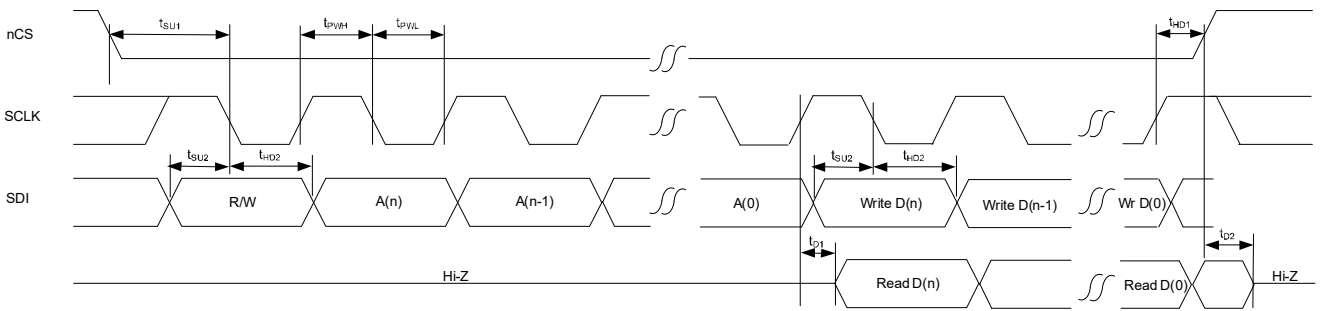 nCS
tSU1
tPWH
tPWL
tHD1
SCLK
tSU2
tHD2
tSU2
tHD2
SDI
R/W
A(n)
A(n-1)
A(0)
Write D(n)
Write D(n-1)
Wr D(0)
tD1
tD2
Hi-Z
Read D(n)
Read D(0)
Hi-Z